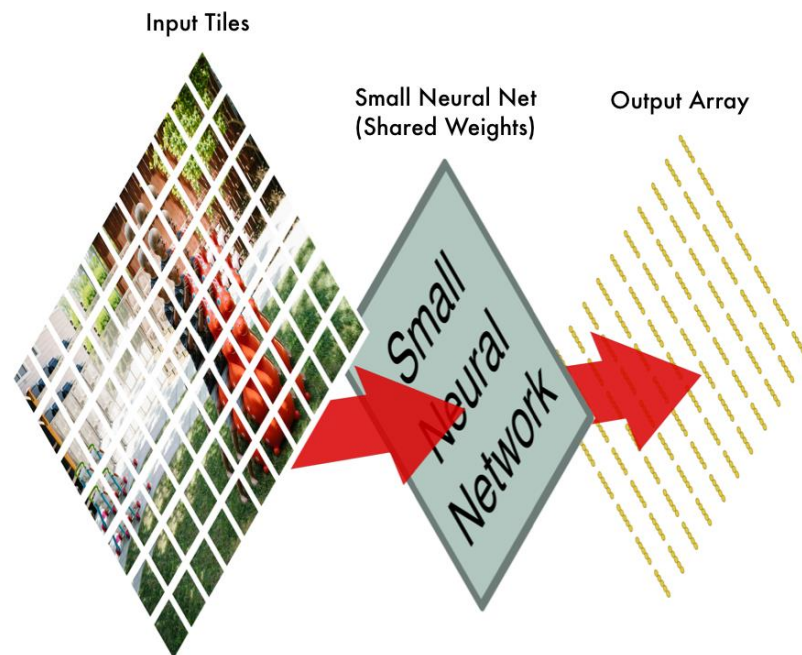 Input Tiles
Small Neural Net
(Shared Weights)
Output Array
Small
Neural
Network